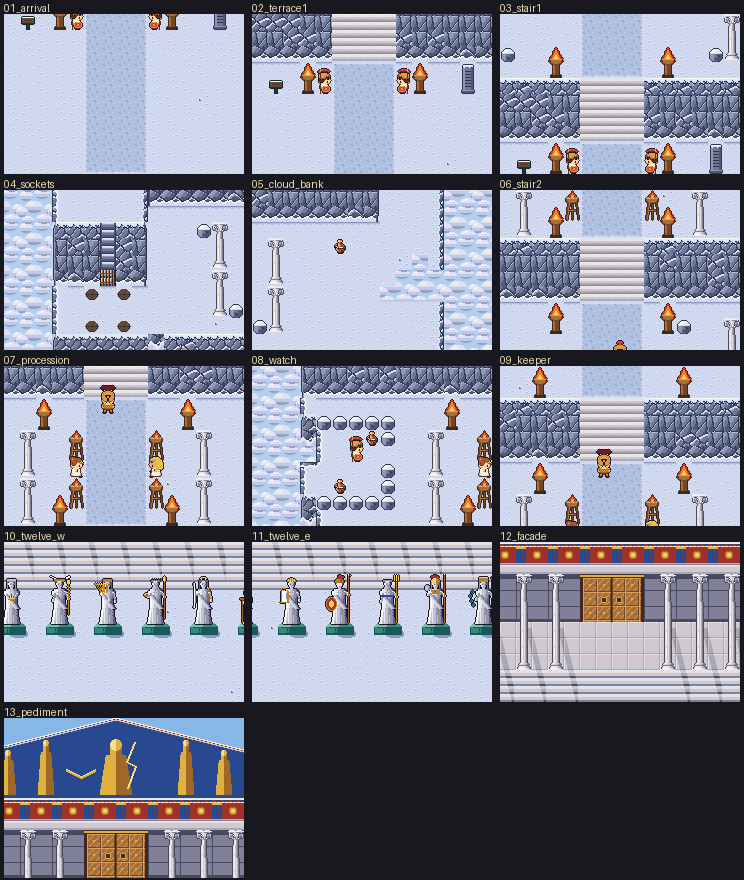 01_arrival
02_terrace1
03_stair1
04_sockets
05_cloud_bank
06_stair2
07_procession
08_watch
09_keeper
10_twelve_w
11_twelve_e
12_facade
13_pediment